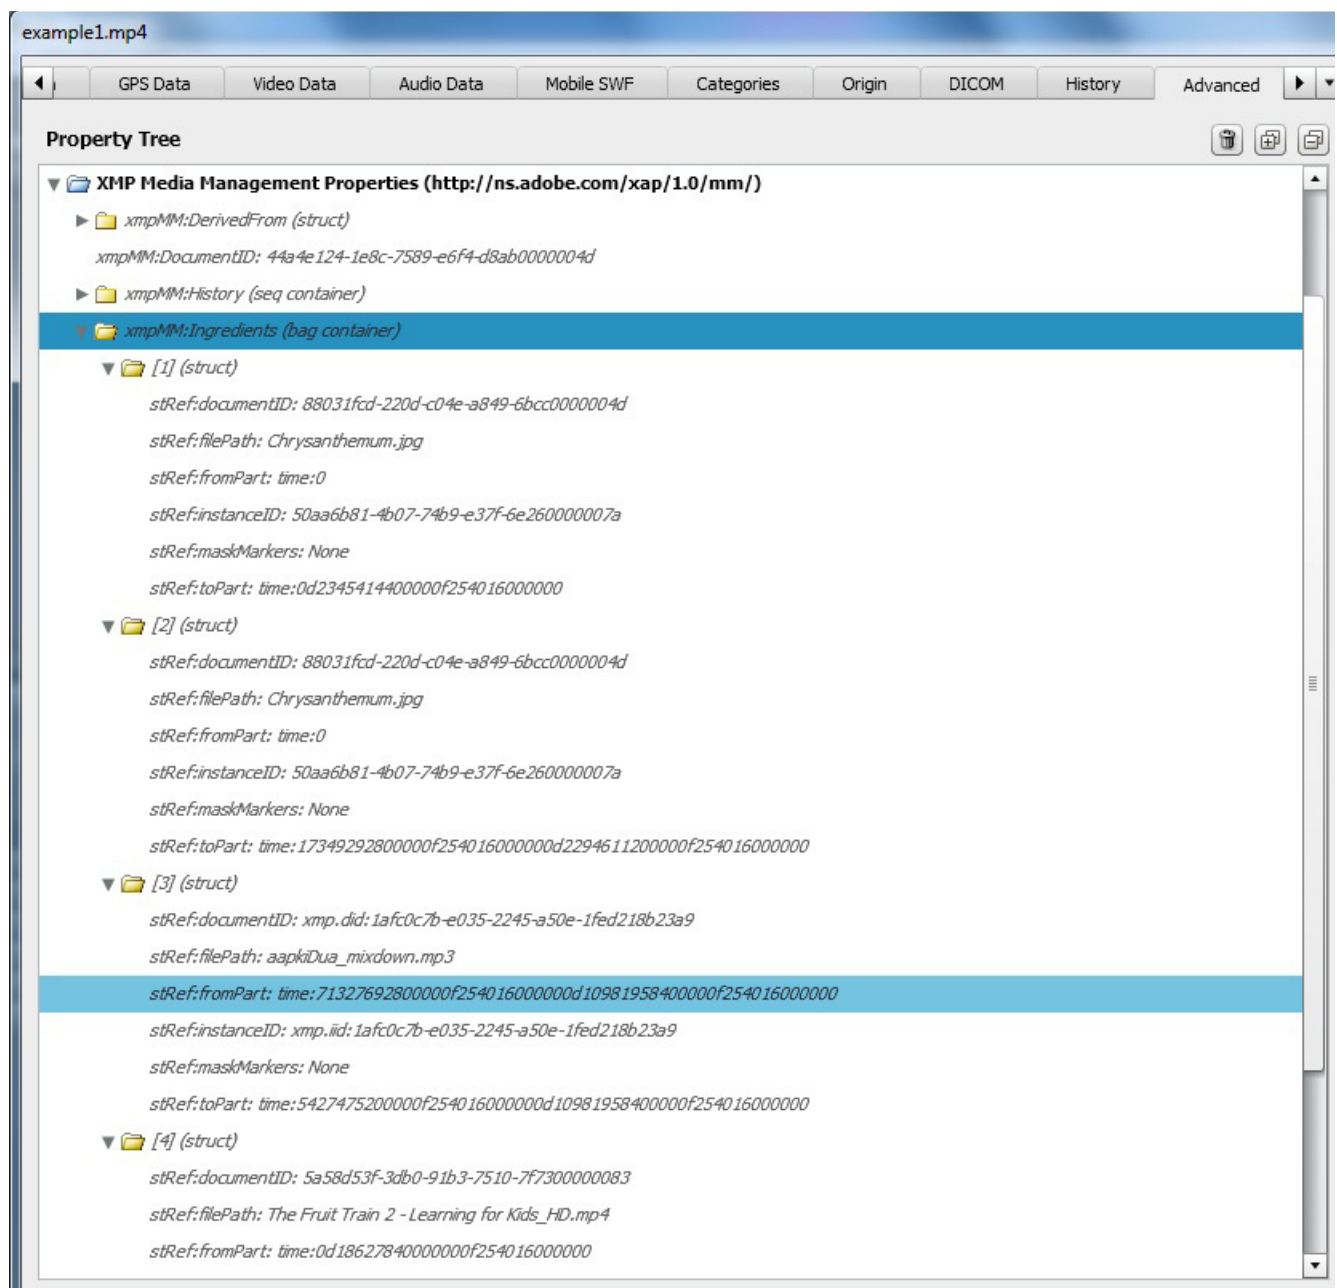 example1.mp4
GPS Data Video Data Audio Data Mobile SWF Categories Origin DICOM History Advanced
Property Tree
XMP Media Management Properties (http://ns.adobe.com/xap/1.0/mm/)
xmpMM:DerivedFrom (struct)
xmpMM:DocumentID: 44a4e124-1e8c-7589-e6f4-d8ab0000004d
xmpMM:History (seq container)
xmpMM:Ingredients (bag container)
[1] (struct)
stRef:documentID: 88031fcd-220d-c04e-a849-6bcc0000004d
stRef:filePath: Chrysanthemum.jpg
stRef:fromPart: time:0
stRef:instanceID: 50aa6b81-4b07-74b9-e37f-6e260000007a
stRef:maskMarkers: None
stRef:toPart: time:0d2345414400000f254016000000
[2] (struct)
stRef:documentID: 88031fcd-220d-c04e-a849-6bcc0000004d
stRef:filePath: Chrysanthemum.jpg
stRef:fromPart: time:0
stRef:instanceID: 50aa6b81-4b07-74b9-e37f-6e260000007a
stRef:maskMarkers: None
stRef:toPart: time:17349292800000f254016000000d2294611200000f254016000000
[3] (struct)
stRef:documentID: xmp.did:1afc0c7b-e035-2245-a50e-1fed218b23a9
stRef:filePath: aapkiDua_mixdown.mp3
stRef:fromPart: time:71327692800000f254016000000d10981958400000f254016000000
stRef:instanceID: xmp.iid:1afc0c7b-e035-2245-a50e-1fed218b23a9
stRef:maskMarkers: None
stRef:toPart: time:5427475200000f254016000000d10981958400000f254016000000
[4] (struct)
stRef:documentID: 5a58d53f-3db0-91b3-7510-7f7300000083
stRef:filePath: The Fruit Train 2 - Learning for Kids_HD.mp4
stRef:fromPart: time:0d18627840000000f254016000000